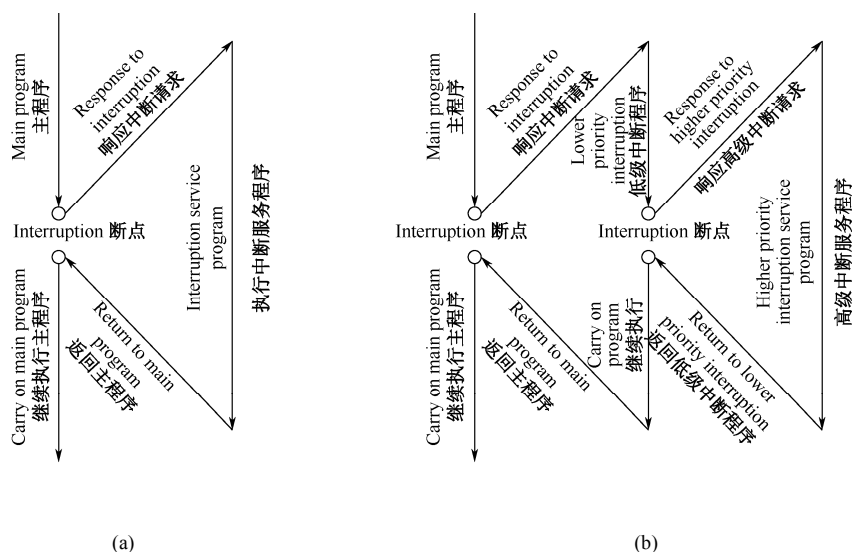 Main program
主程序
Response to
interruption
响应中断请求
Interruption 断点
Interruption service
program
执行中断服务程序
Carry on main program
继续执行主程序
Return to main
program
返回主程序
(a)
Main program
主程序
Response to
interruption
响应中断请求
Lower
priority
interruption
低级中断程序
Response to
higher priority
interruption
响应高级中断请求
Interruption 断点
Interruption 断点
Higher priority
interruption service
program
高级中断服务程序
Carry on main program
继续执行主程序
Return to main
program
返回主程序
Carry on
program
继续执行
Return to lower
priority interruption
返回低级中断程序
(b)